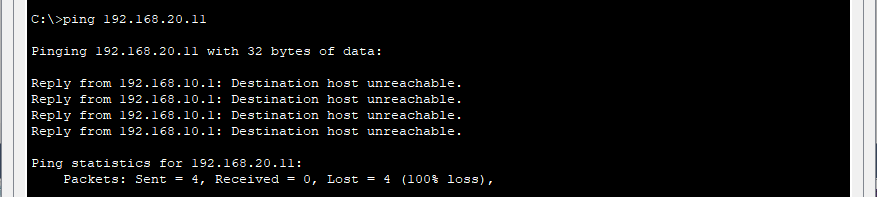 C:\>ping 192.168.20.11
Pinging 192.168.20.11 with 32 bytes of data:
Reply from 192.168.10.1: Destination host unreachable.
Reply from 192.168.10.1: Destination host unreachable.
Reply from 192.168.10.1: Destination host unreachable.
Reply from 192.168.10.1: Destination host unreachable.
Ping statistics for 192.168.20.11:
Packets: Sent = 4, Received = 0, Lost = 4 (100% loss),